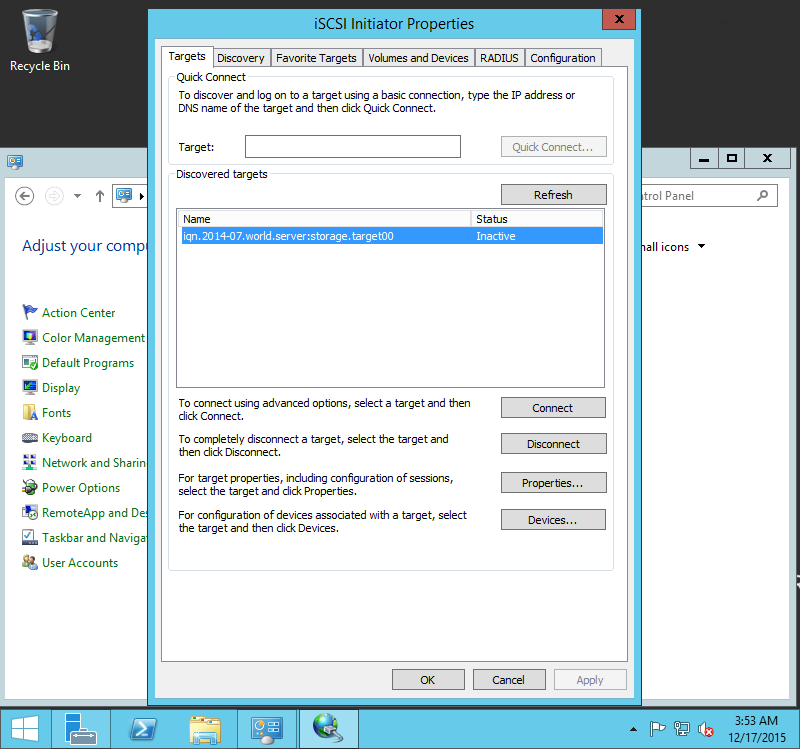 Recycle Bin
iSCSI Initiator Properties
Targets
Discovery
Favorite Targets
Volumes and Devices
RADIUS
Configuration
Quick Connect
To discover and log on to a target using a basic connection, type the IP address or
DNS name of the target and then click Quick Connect.
Target:
Quick Connect...
Discovered targets
Refresh
Name
Status
iqn.2014-07.world.server:storage.target00
Inactive
To connect using advanced options, select a target and then
click Connect.
Connect
To completely disconnect a target, select the target and
then click Disconnect.
Disconnect
For target properties, including configuration of sessions,
select the target and click Properties.
Properties...
For configuration of devices associated with a target, select
the target and then click Devices.
Devices...
OK
Cancel
Apply
trol Panel
Adjust your compu
nall icons
Action Center
Color Management
Default Programs
Display
Fonts
Keyboard
Network and Sharin
Power Options
RemoteApp and Des
Taskbar and Naviga
User Accounts
3:53 AM
12/17/2015